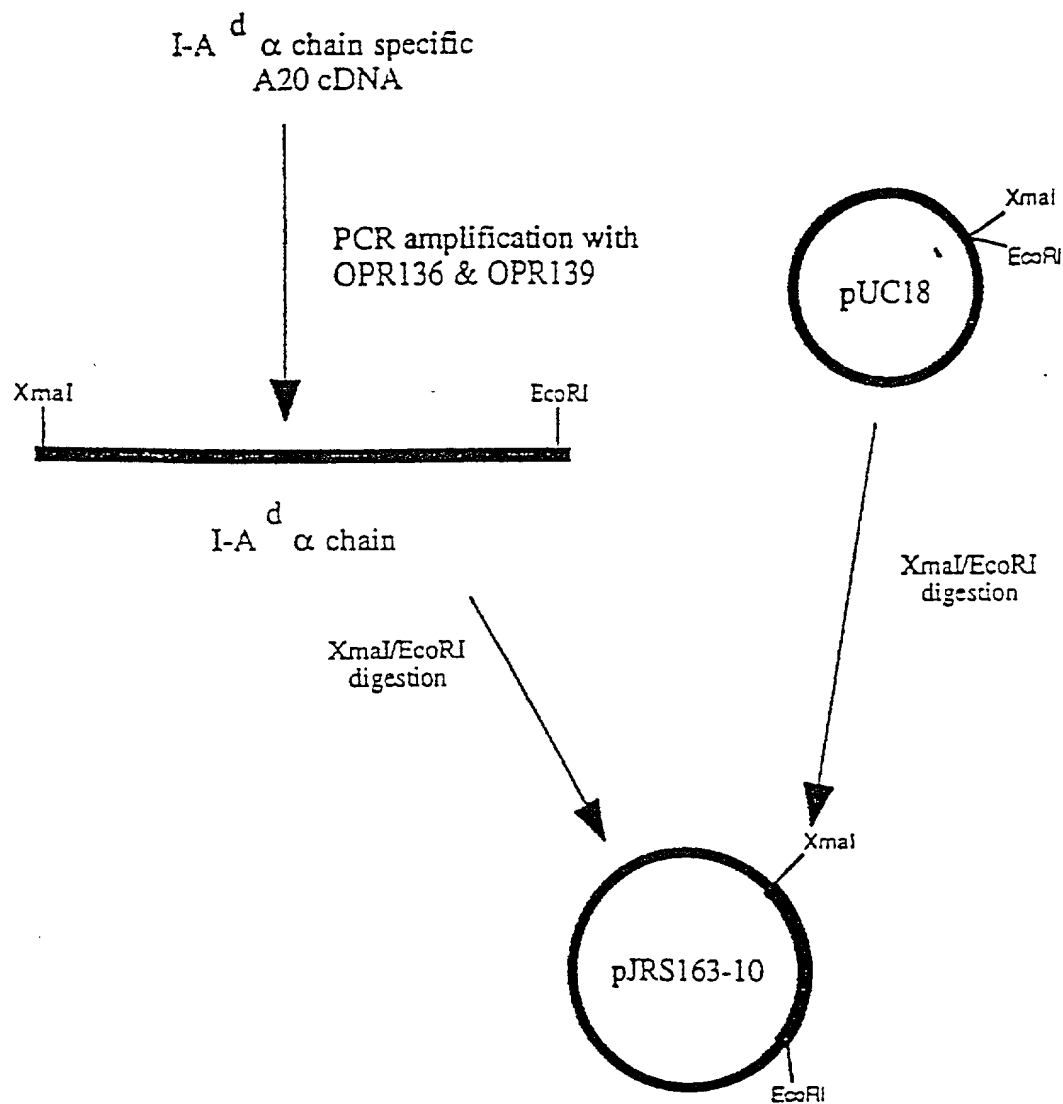 I-A d α chain specific
A20 cDNA
PCR amplification with
OPR136 & OPR139
XmaI
EcoRI
pUC18
XmaI
EcoRI
I-A d α chain
XmaI/EcoRI
digestion
XmaI/EcoRI
digestion
XmaI
pJRS163-10
EcoRI